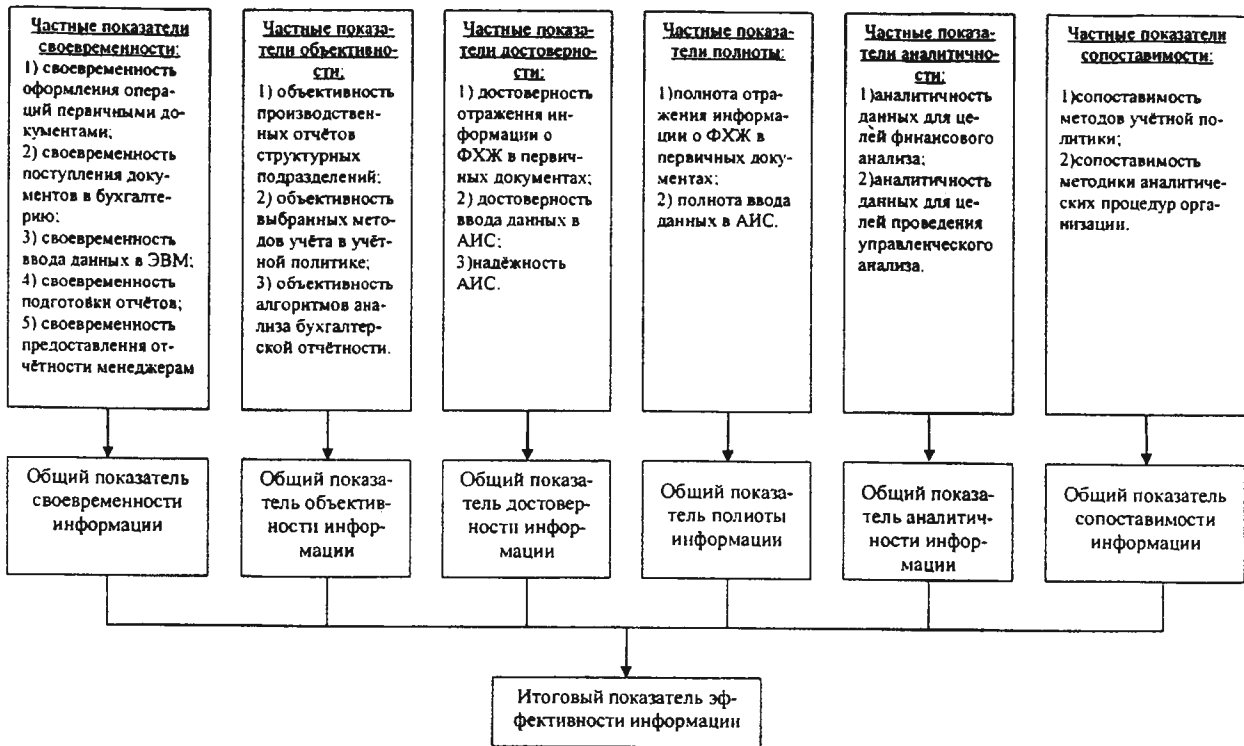 Частные показатели
своевременности:
1) своевременность
оформления опера-
ций первичными до-
кументами;
2) своевременность
поступления доку-
ментов в бухгалте-
рию;
3) своевременность
ввода данных в ЭВМ;
4) своевременность
подготовки отчётов;
5) своевременность
предоставления от-
чётности менеджерам
Частные показа-
тели объективно-
сти:
1) объективность
производствен-
ных отчётов
структурных
подразделений;
2) объективность
выбранных мето-
дов учёта в учёт-
ной политике;
3) объективность
алгоритмов ана-
лиза бухгалтер-
ской отчётности.
Частные показа-
тели достоверно-
сти:
1) достоверность
отражения ин-
формации о
ФХЖ в первич-
ных документах;
2) достоверность
ввода данных в
АИС;
3)надёжность
АИС.
Частные показа-
тели полноты:
1)полнота отра-
жения информа-
ции о ФХЖ в
первичных доку-
ментах;
2) полнота ввода
данных в АИС.
Частные показа-
тели аналитично-
сти:
1)аналитичность
данных для це-
лей финансового
анализа;
2)аналитичность
данных для це-
лей проведения
управленческого
анализа.
Частные показатели
сопоставимости:
1)сопоставимость
методов учётной по-
литики;
2)сопоставимость
методики аналитиче-
ских процедур орга-
низации.
Общий показатель
своевременности
информации
Общий показа-
тель объектив-
ности инфор-
мации
Общий показа-
тель достовер-
ности инфор-
мации
Общий показа-
тель полноты
информации
Общий показа-
тель аналитич-
ности инфор-
мации
Общий показатель
сопоставимости
информации
Итоговый показатель эф-
фективности информации